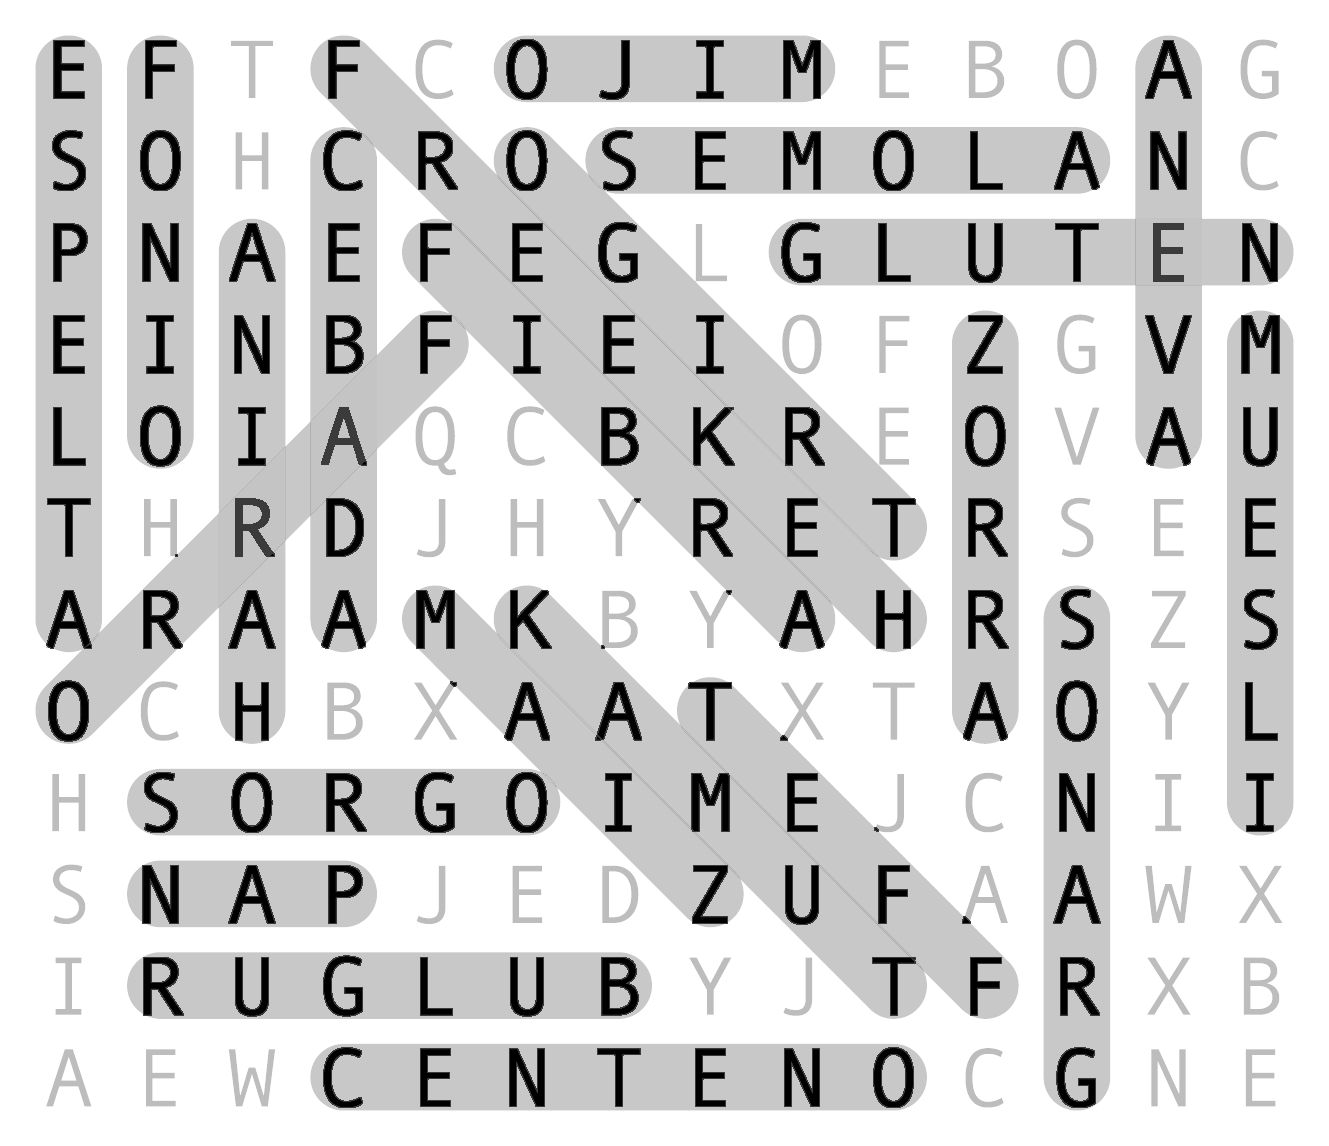 E F T F C O J I M E B O A G
S O H C R O S E M O L A N C
P N A E F E G L G L U T E N
E I N B F I E I O F Z G V M
L O I A Q C B K R E O V A U
T H R D J H Y R E T R S E E
A R A A M K B Y A H R S Z S
O C H B X A A T X T A O Y L
H S O R G O I M E J C N I I
S N A P J E D Z U F A A W X
I R U G L U B Y J T F R X B
A E W C E N T E N O C G N E